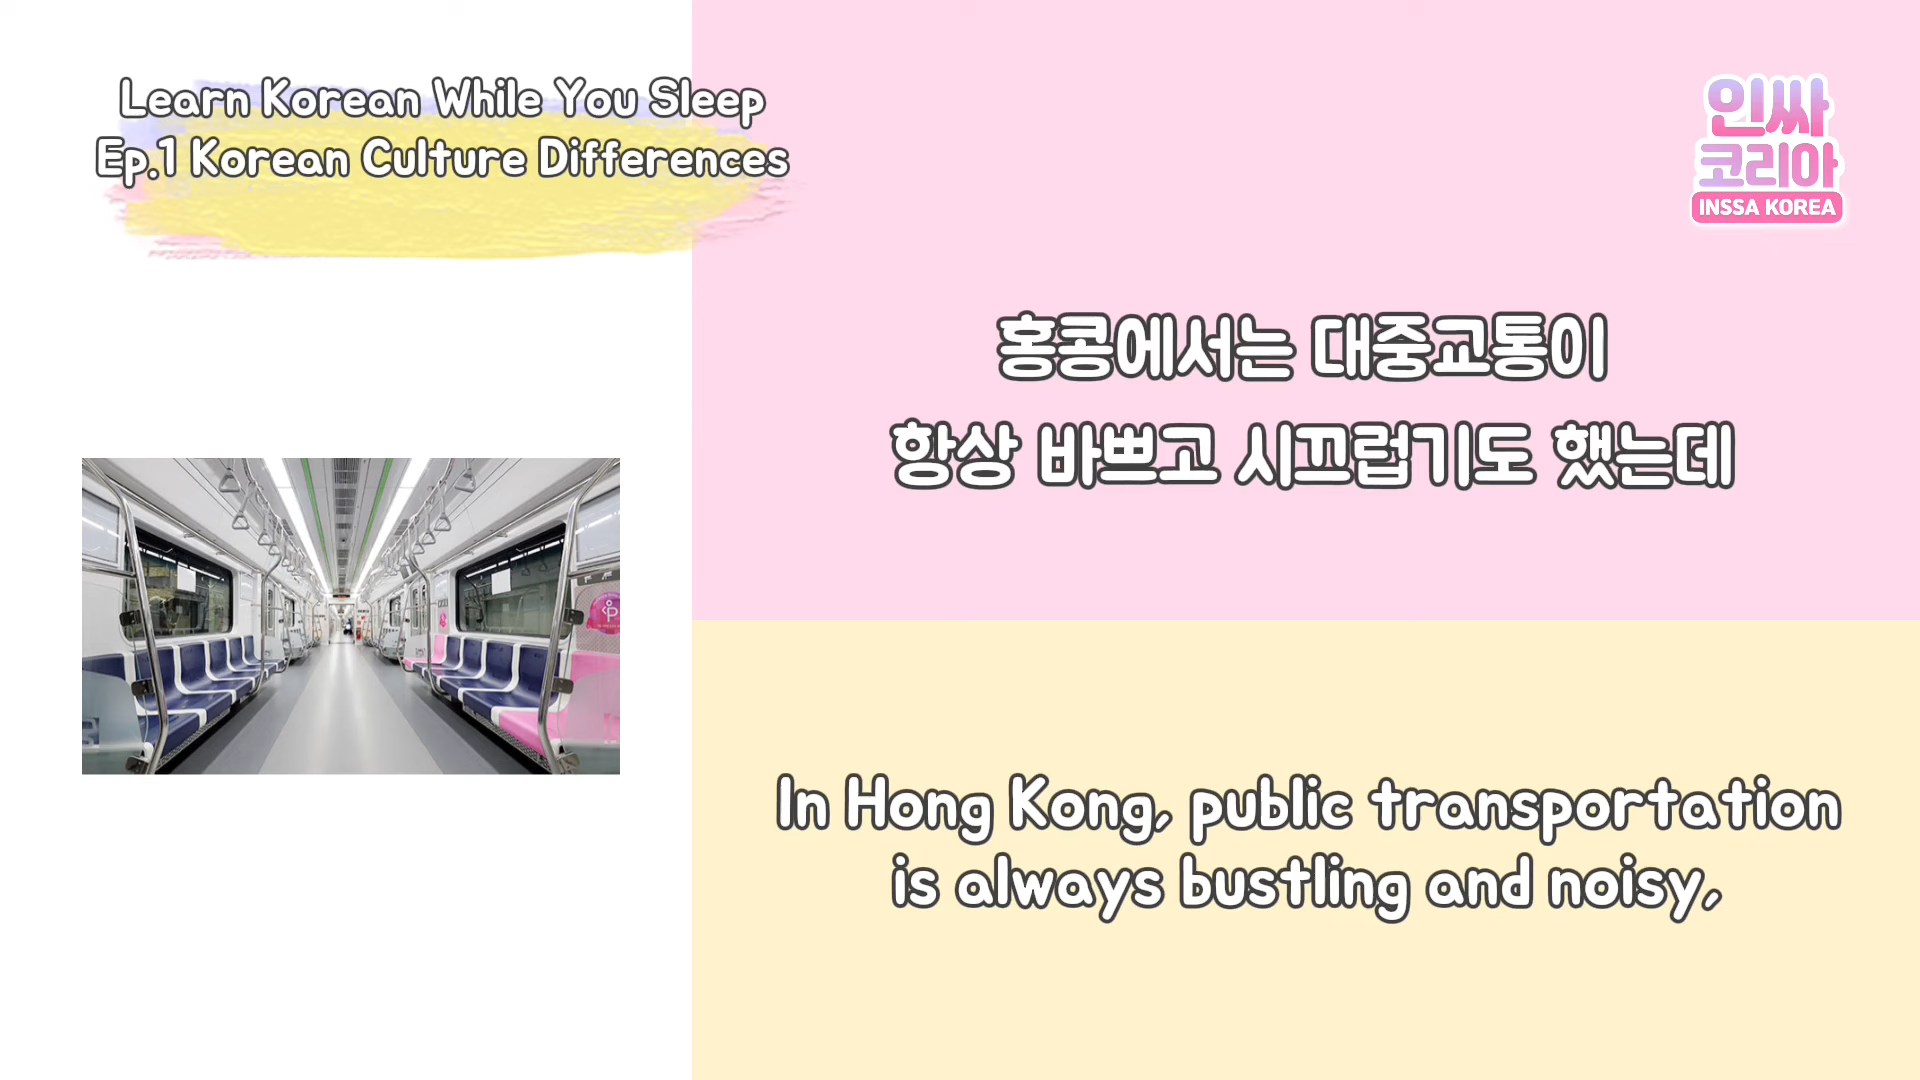 Learn Korean While You Sleep
Ep.1 Korean Culture Differences
인싸
코리아
INSSA KOREA
홍콩에서는 대중교통이
항상 바쁘고 시끄럽기도 했는데
In Hong Kong, public transportation
is always bustling and noisy,